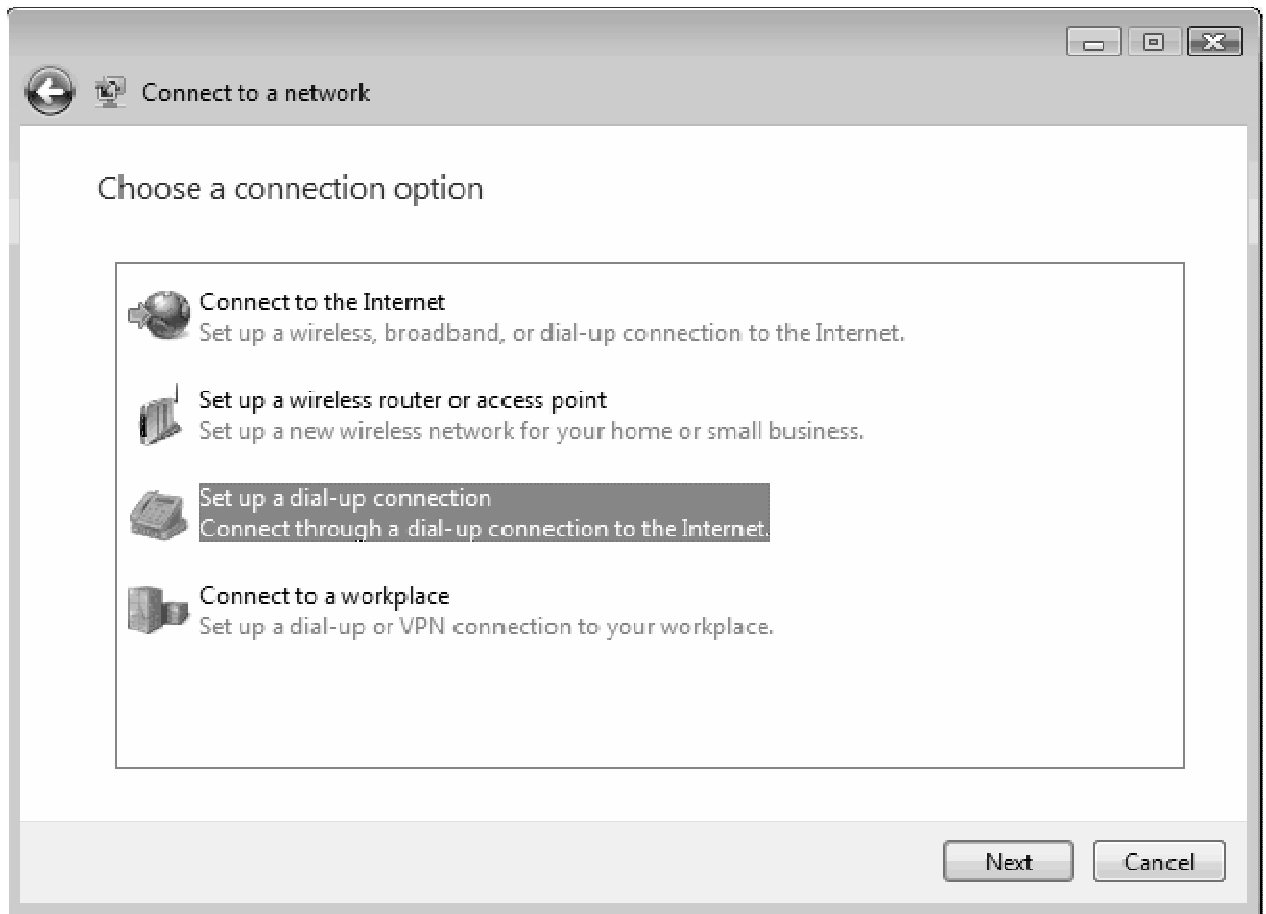 Connect to a network
Choose a connection option
Connect to the Internet
Set up a wireless, broadband, or dial-up connection to the Internet.
Set up a wireless router or access point
Set up a new wireless network for your home or small business.
Set up a dial-up connection
Connect through a dial-up connection to the Internet.
Connect to a workplace
Set up a dial-up or VPN connection to your workplace.
Next
Cancel